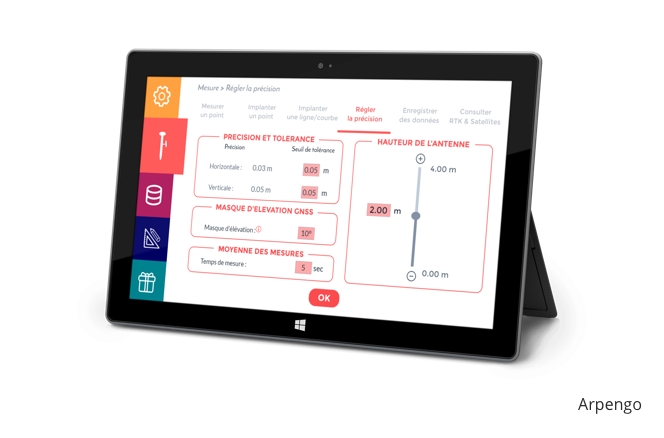 Mesure > Régler la précision
Mesurer
un point
Implanter
un point
Implanter
une ligne/courbe
Régler
la précision
Enregistrer
des données
Consulter
RTK & Satellites
PRECISION ET TOLERANCE
Précision
Seuil de tolérance
Horizontale : 0.03 m 0.05 m
Verticale : 0.05 m 0.05 m
MASQUE D'ELEVATION GNSS
Masque d'élévation : 10°
MOYENNE DES MESURES
Temps de mesure : 5 sec
HAUTEUR DE L'ANTENNE
4.00 m
2.00 m
0.00 m
OK
Arpengo